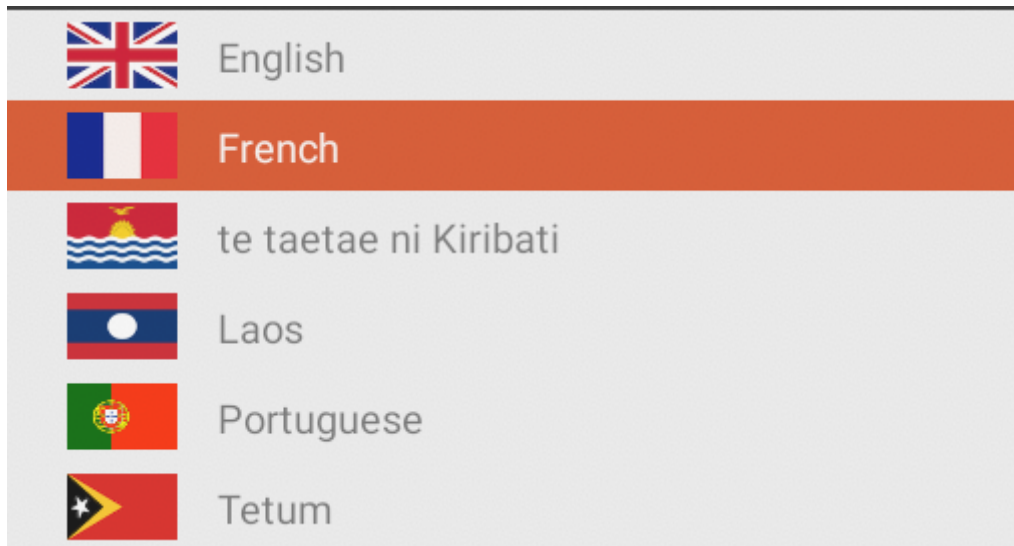 English
French
te taetae ni Kiribati
Laos
Portuguese
Tetum